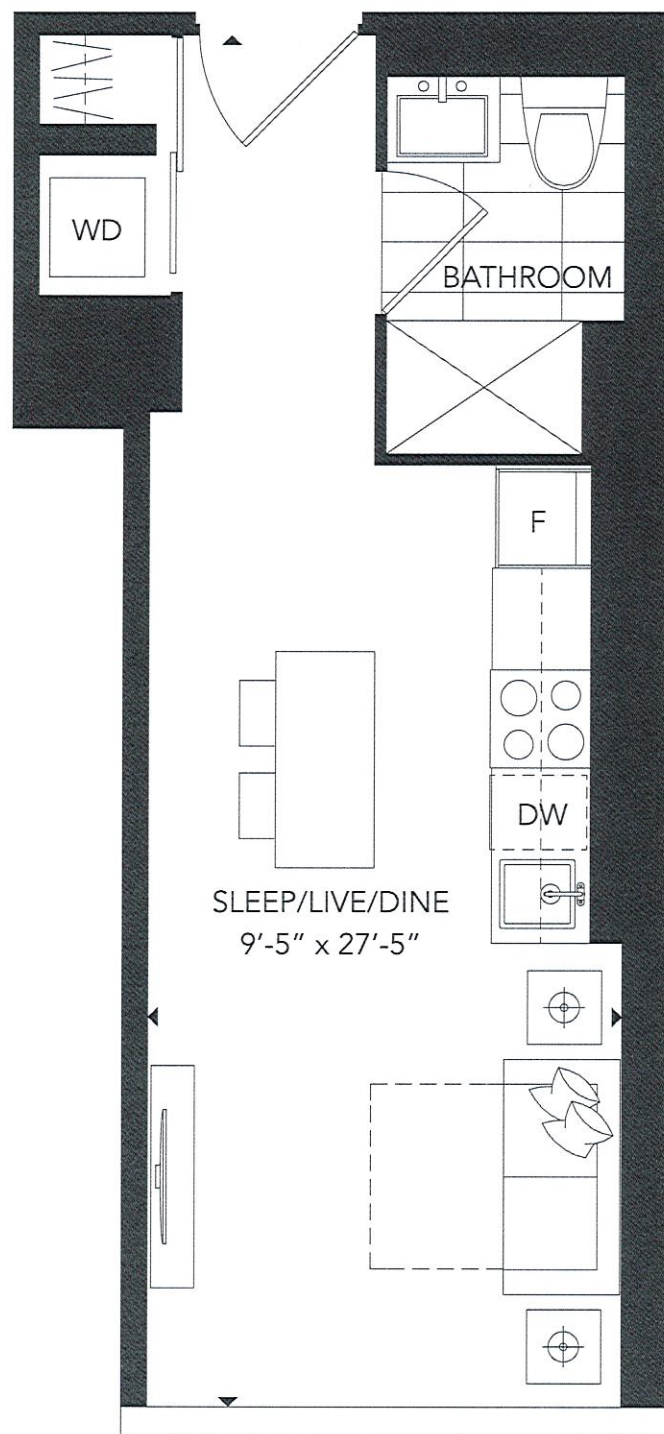 WD
BATHROOM
F
DW
SLEEP/LIVE/DINE
9’-5” x 27’-5”